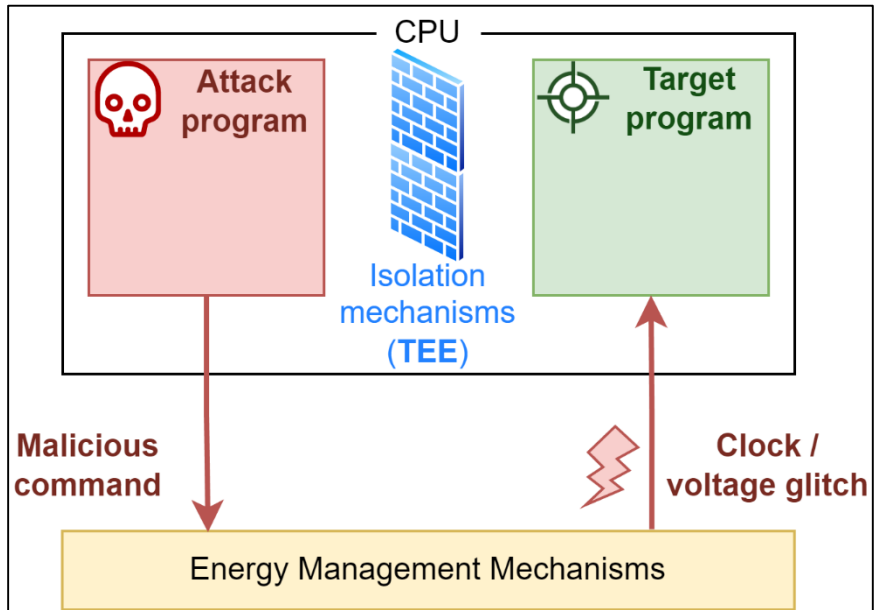 CPU
Attack
program
Target
program
Isolation
mechanisms
(TEE)
Malicious
command
Clock /
voltage glitch
Energy Management Mechanisms